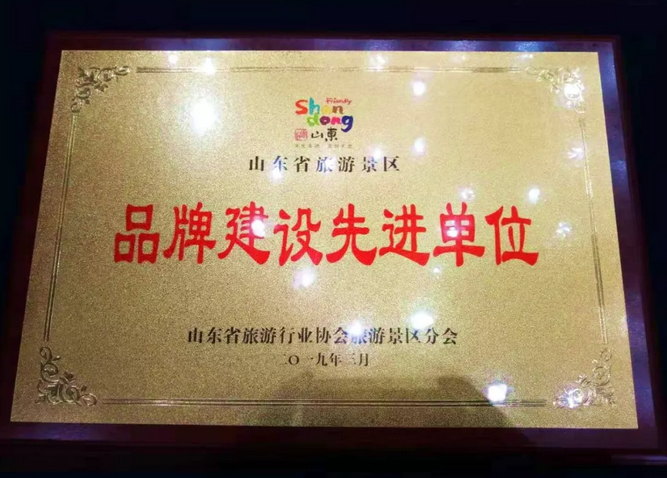 Friendly
Shan
dong
山東
山东省旅游景区
品牌建设先进单位
山东省旅游行业协会旅游景区分会
二〇一九年三月